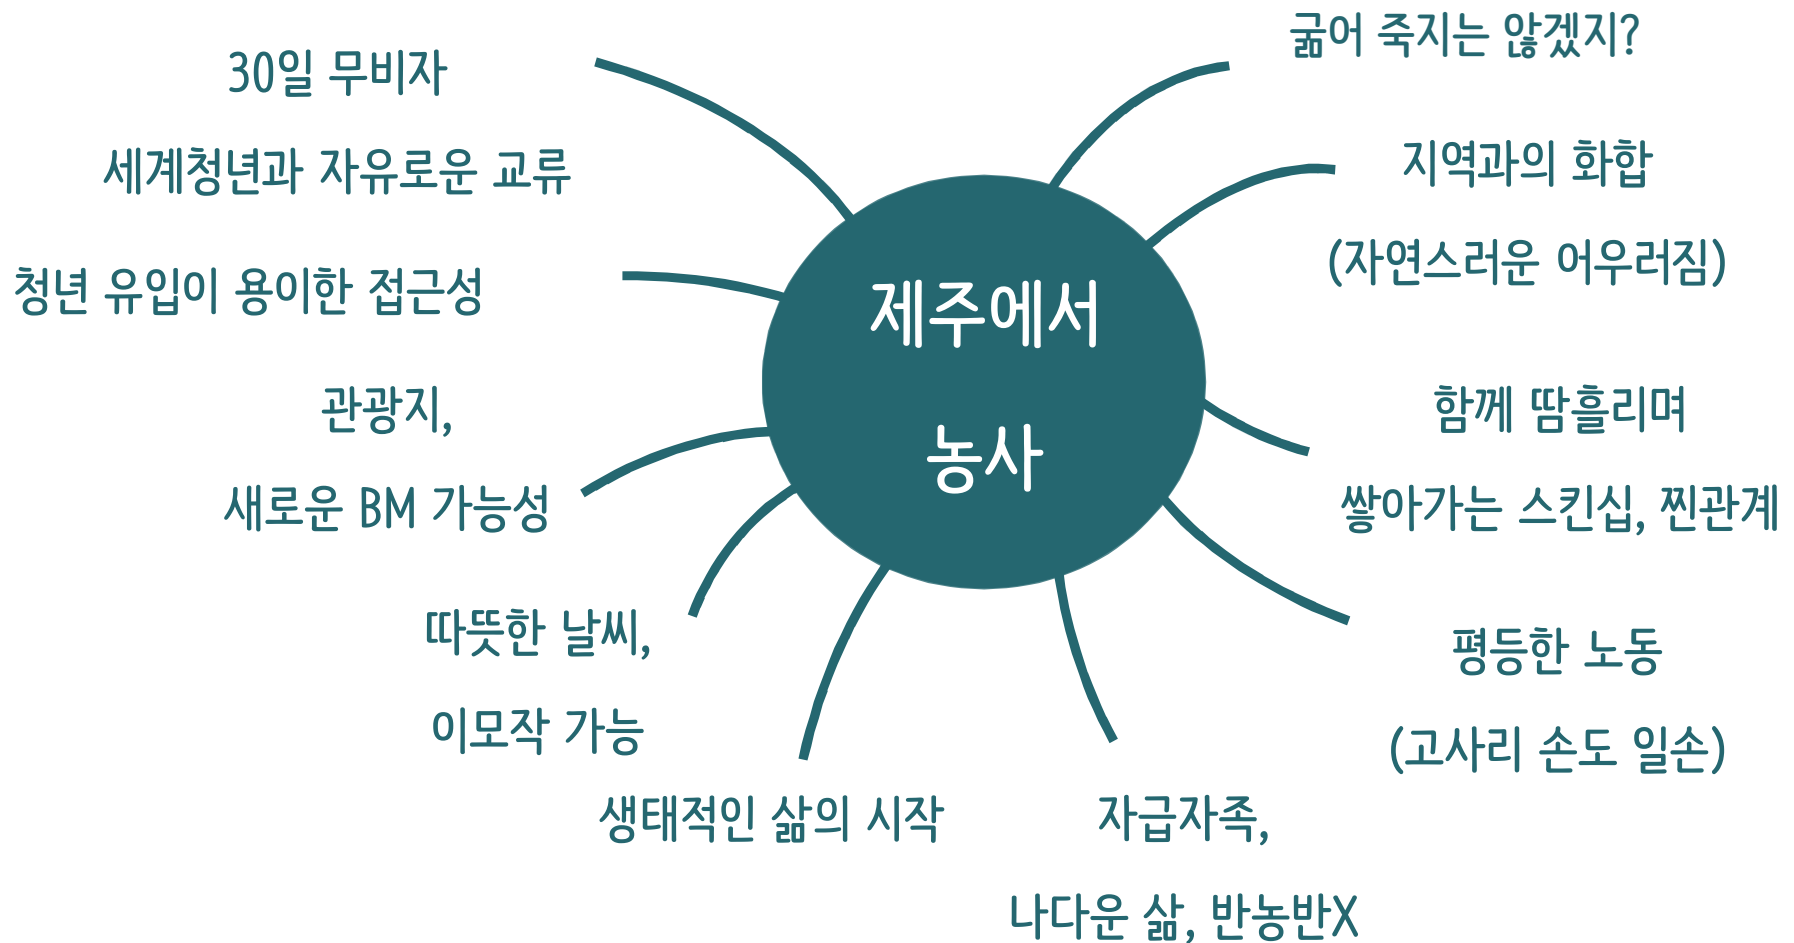 제주에서
농사
굶어 죽지는 않겠지?
지역과의 화합
(자연스러운 어우러짐)
함께 땀흘리며
쌓아가는 스킨십, 찐관계
평등한 노동
(고사리 손도 일손)
자급자족,
나다운 삶, 반농반X
생태적인 삶의 시작
따뜻한 날씨,
이모작 가능
관광지,
새로운 BM 가능성
청년 유입이 용이한 접근성
30일 무비자
세계청년과 자유로운 교류